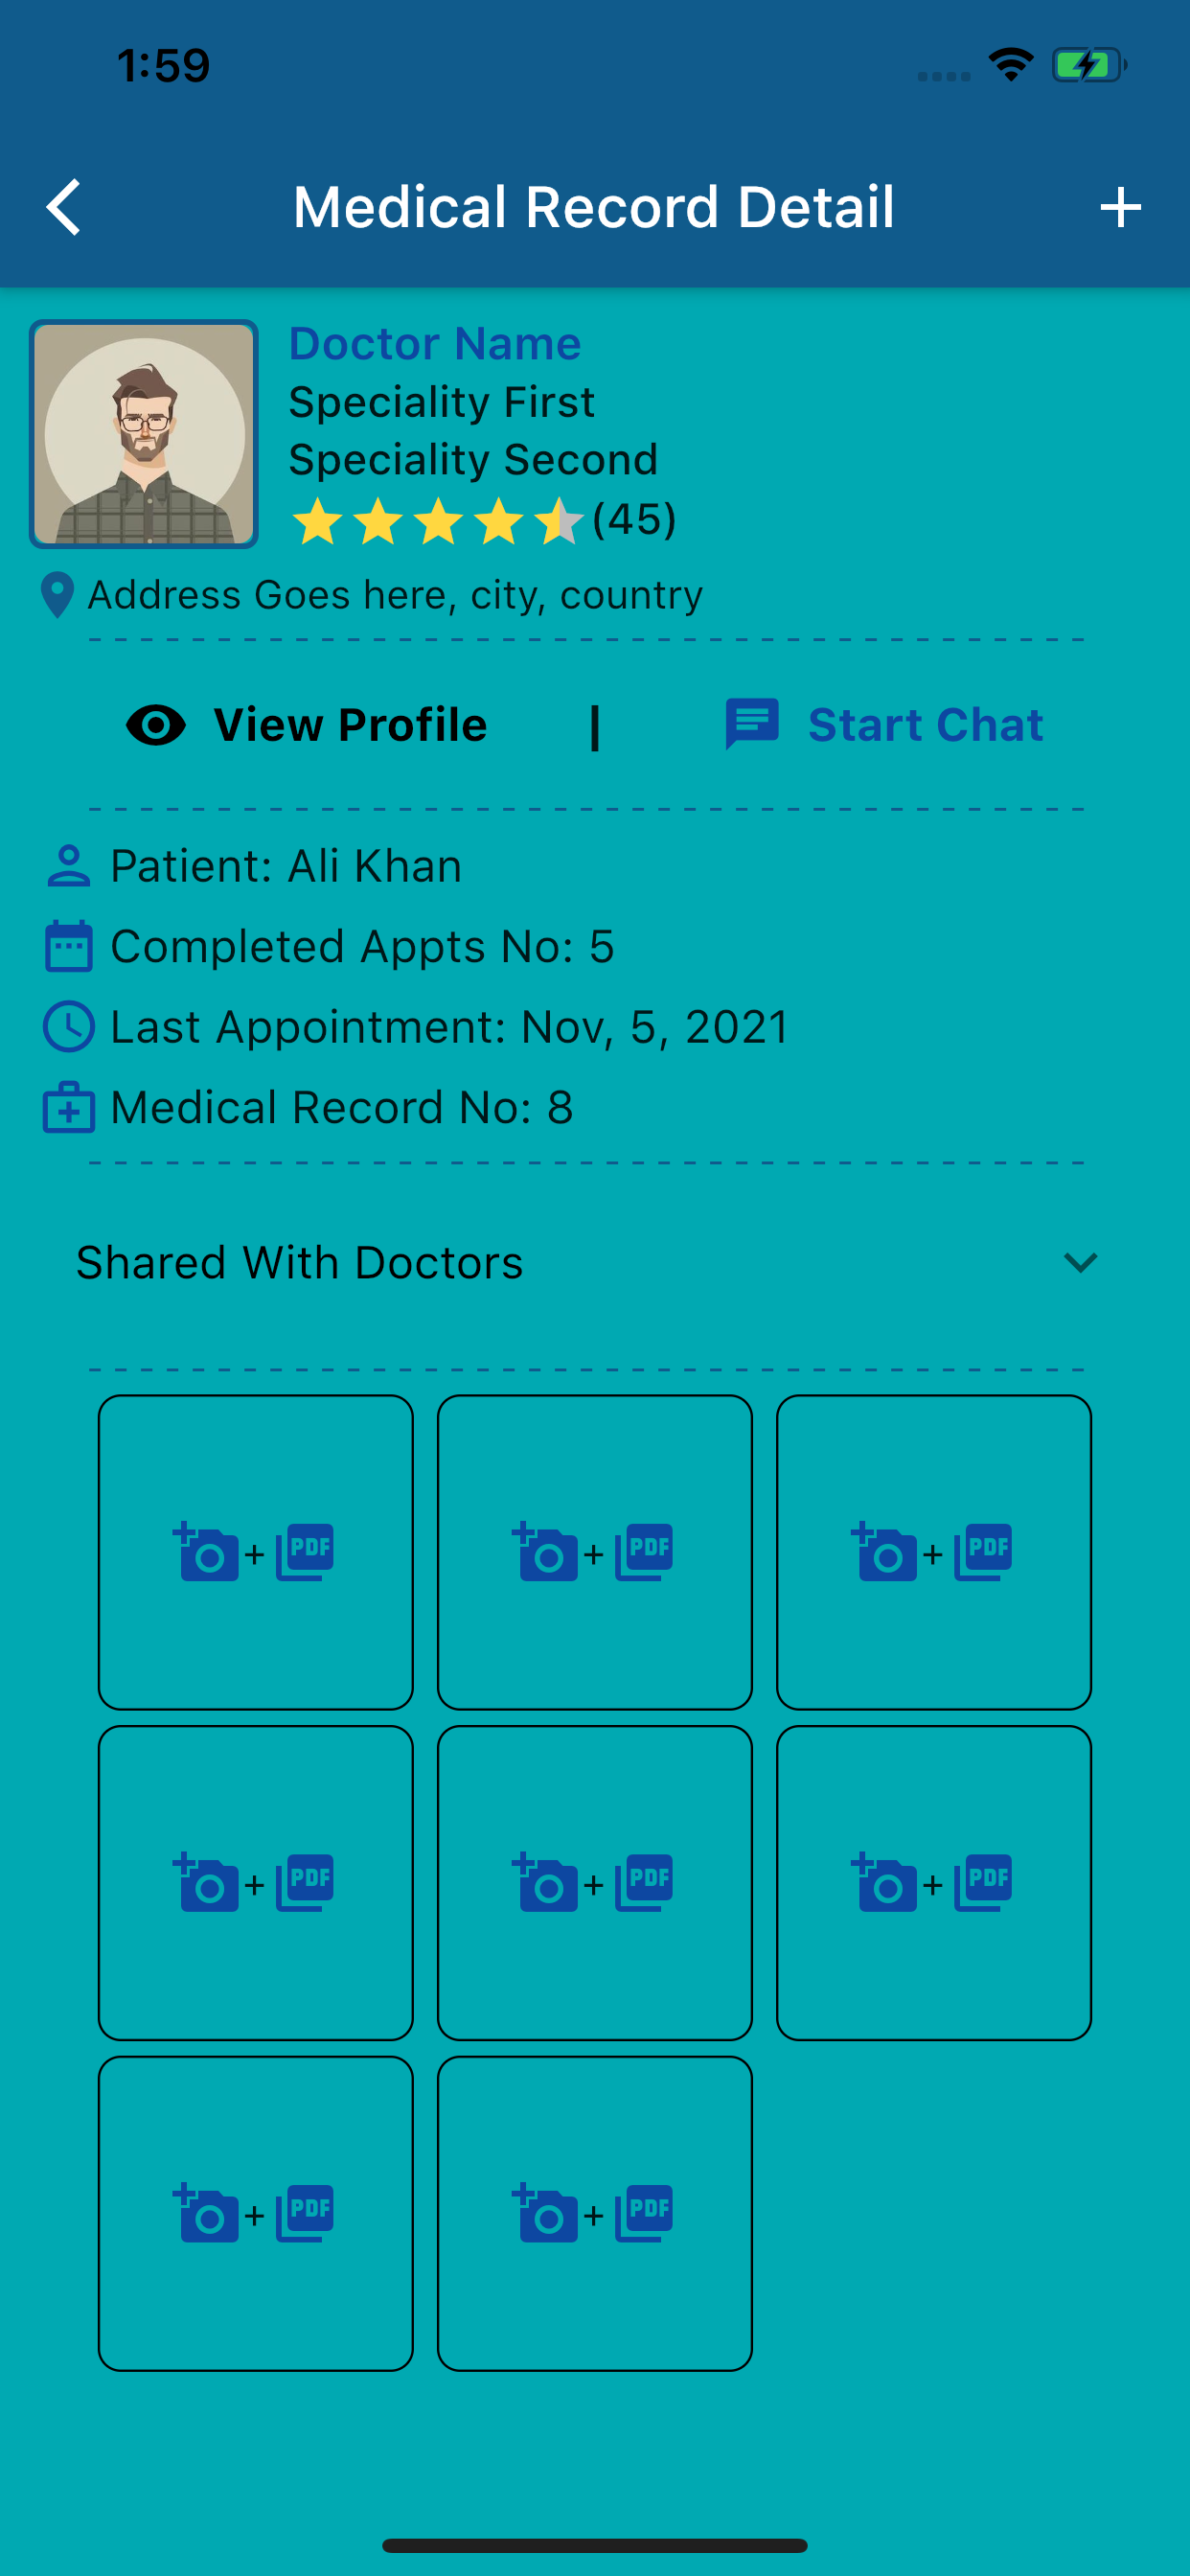 1:59
Medical Record Detail
Doctor Name
Speciality First
Speciality Second
(45)
Address Goes here, city, country
View Profile | Start Chat
Patient: Ali Khan
Completed Appts No: 5
Last Appointment: Nov, 5, 2021
Medical Record No: 8
Shared With Doctors
+ PDF + PDF + PDF
+ PDF + PDF + PDF
+ PDF + PDF